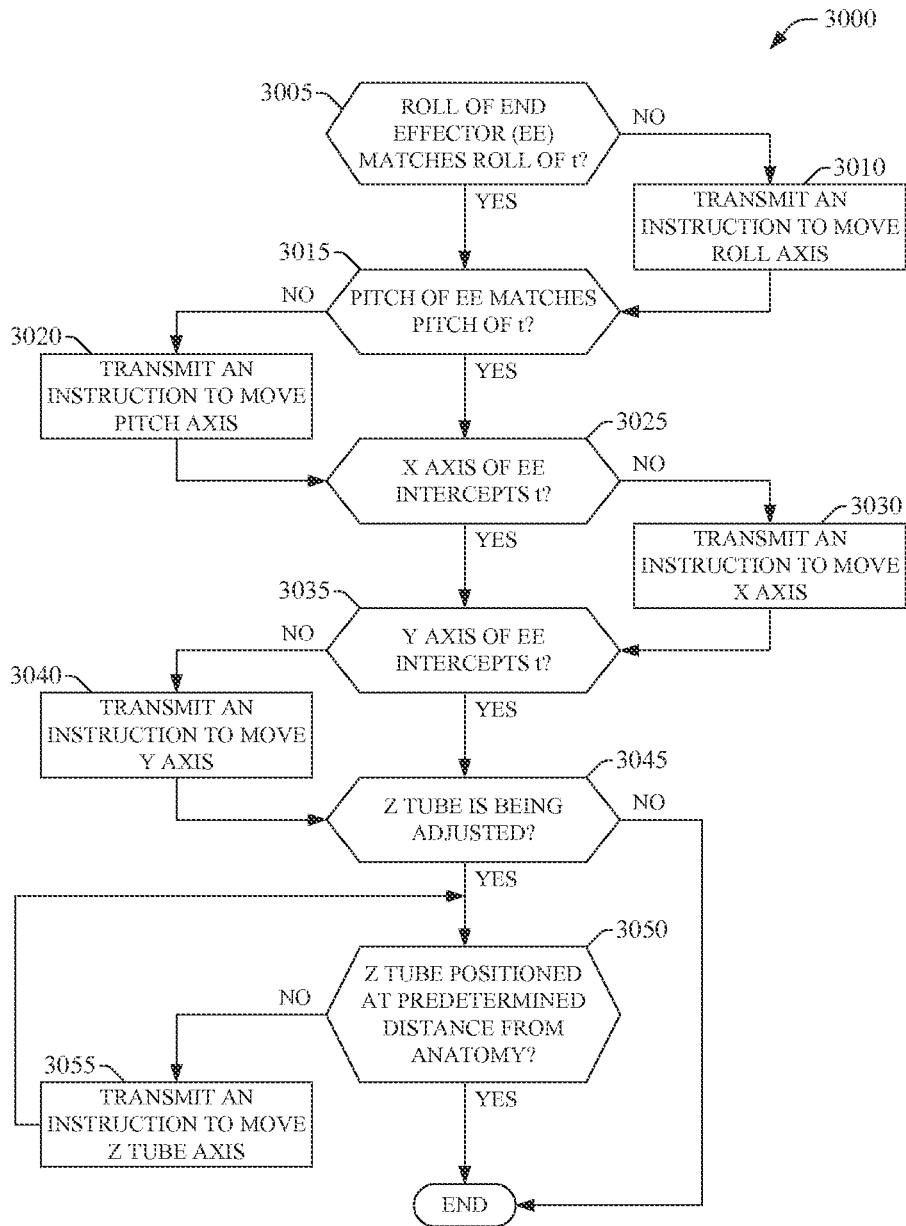 3000
3005
ROLL OF END
EFFECTOR (EE)
MATCHES ROLL OF t?
NO
YES
3010
TRANSMIT AN
INSTRUCTION TO MOVE
ROLL AXIS
3015
PITCH OF EE MATCHES
PITCH OF t?
NO
YES
3020
TRANSMIT AN
INSTRUCTION TO MOVE
PITCH AXIS
3025
X AXIS OF EE
INTERCEPTS t?
NO
YES
3030
TRANSMIT AN
INSTRUCTION TO MOVE
X AXIS
3035
Y AXIS OF EE
INTERCEPTS t?
NO
YES
3040
TRANSMIT AN
INSTRUCTION TO MOVE
Y AXIS
3045
Z TUBE IS BEING
ADJUSTED?
NO
YES
3050
Z TUBE POSITIONED
AT PREDETERMINED
DISTANCE FROM
ANATOMY?
NO
YES
3055
TRANSMIT AN
INSTRUCTION TO MOVE
Z TUBE AXIS
END